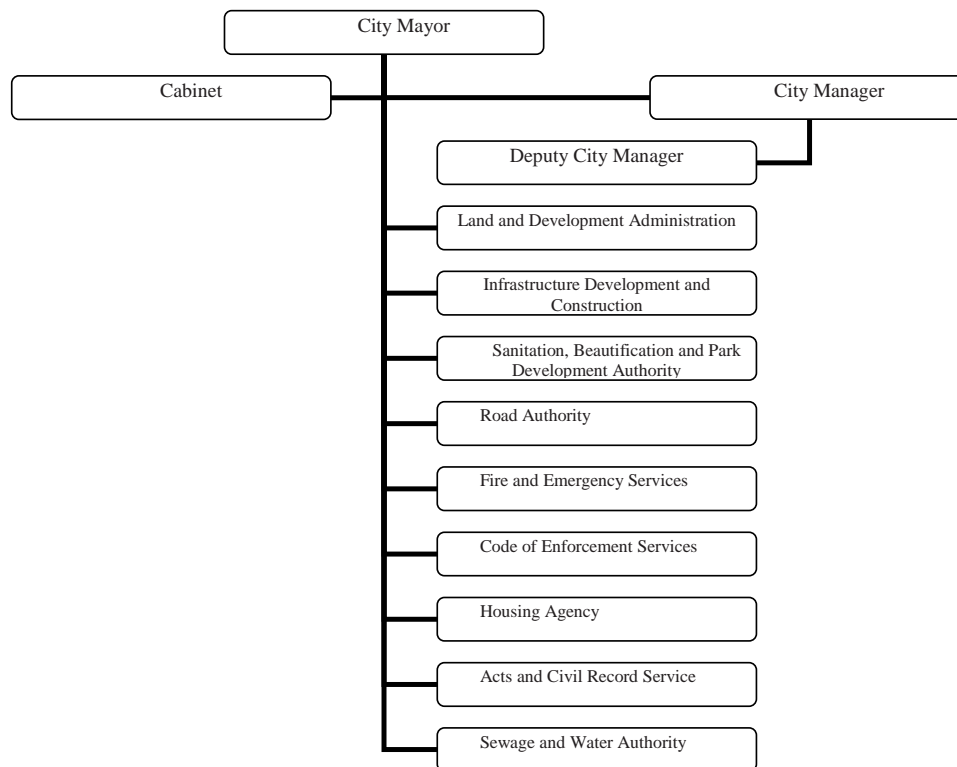 City Mayor
Cabinet
City Manager
Deputy City Manager
Land and Development Administration
Infrastructure Development and
Construction
Sanitation, Beautification and Park
Development Authority
Road Authority
Fire and Emergency Services
Code of Enforcement Services
Housing Agency
Acts and Civil Record Service
Sewage and Water Authority